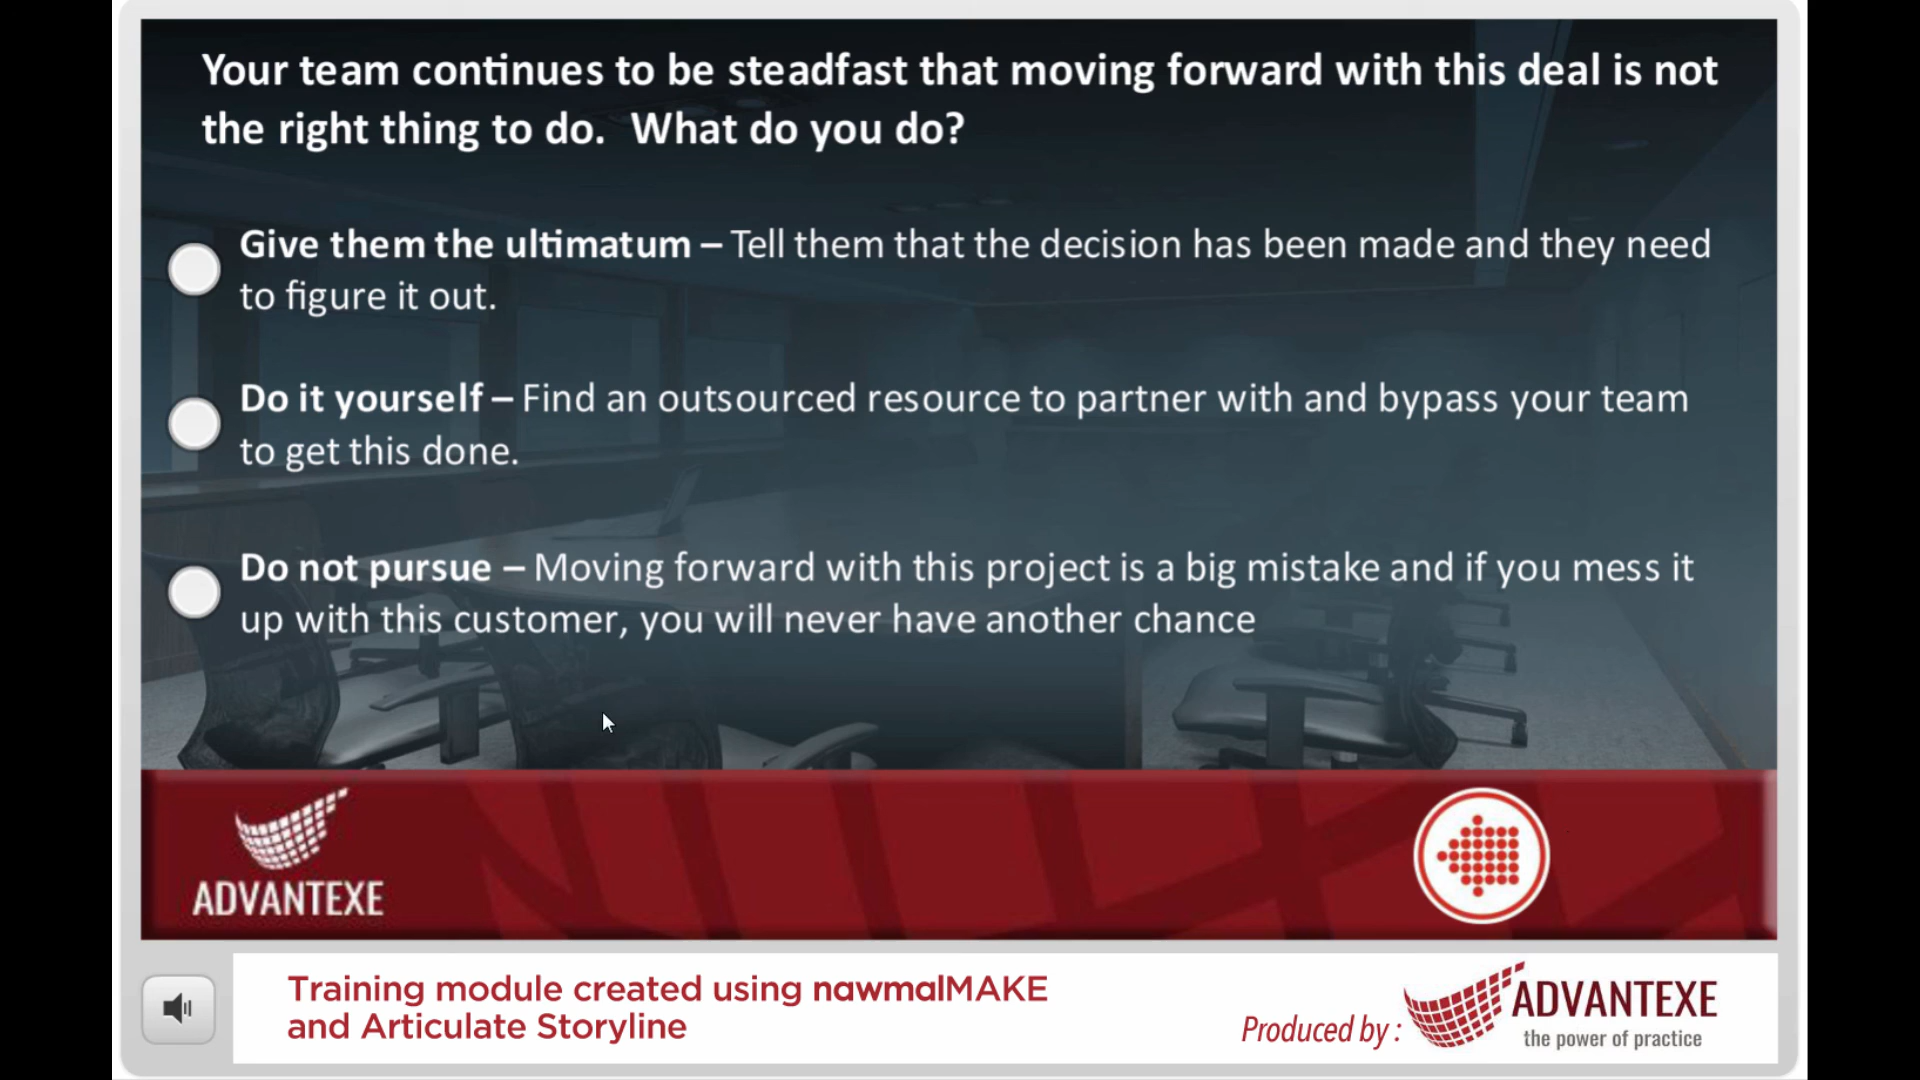 Your team continues to be steadfast that moving forward with this deal is not
the right thing to do.  What do you do?
Give them the ultimatum – Tell them that the decision has been made and they need
to figure it out.
Do it yourself – Find an outsourced resource to partner with and bypass your team
to get this done.
Do not pursue – Moving forward with this project is a big mistake and if you mess it
up with this customer, you will never have another chance
ADVANTEXE
Training module created using nawmalMAKE
and Articulate Storyline
Produced by :
ADVANTEXE
the power of practice